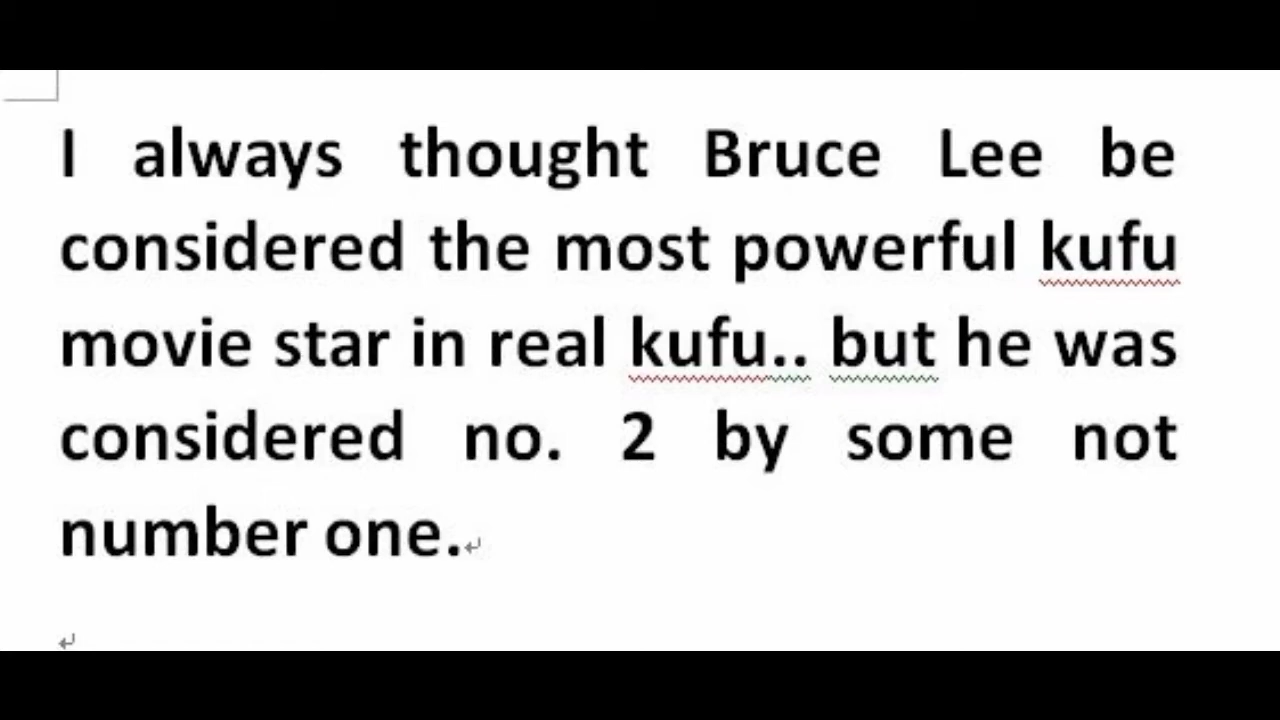 I always thought Bruce Lee be
considered the most powerful kufu
movie star in real kufu.. but he was
considered no. 2 by some not
number one.